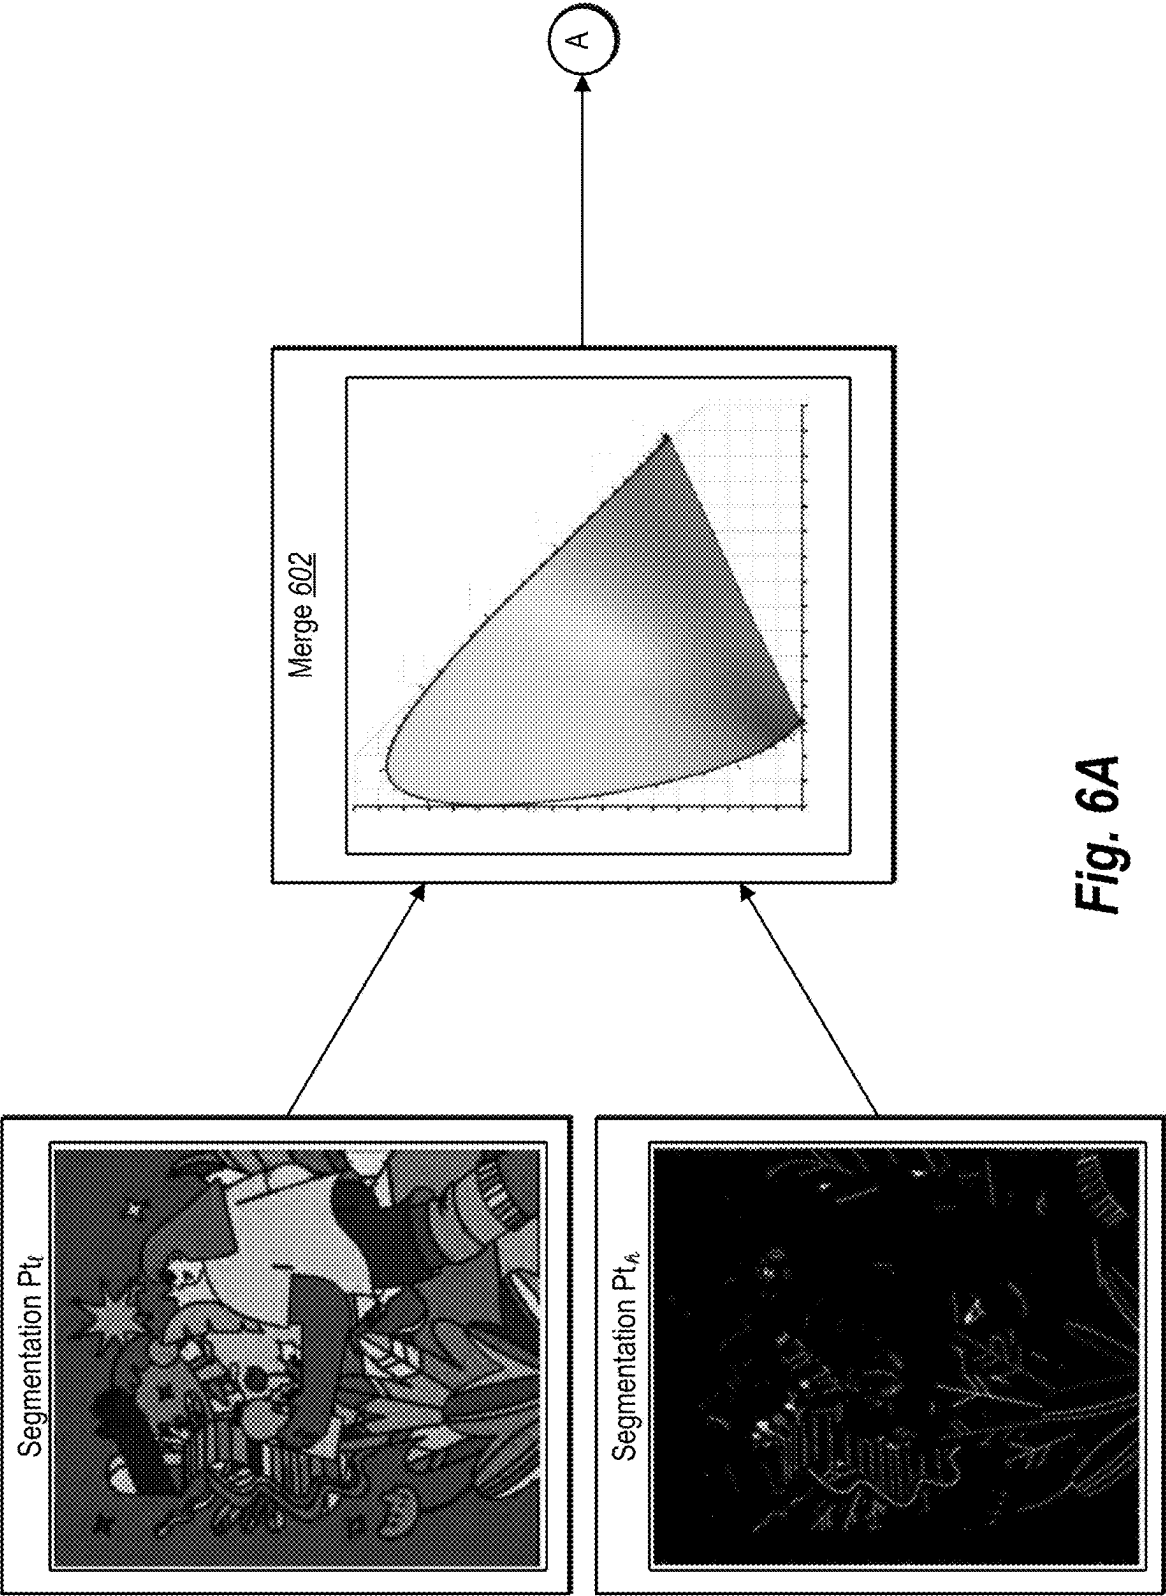 Segmentation Ptℓ
Segmentation Ptₕ
Merge 602
A
Fig. 6A